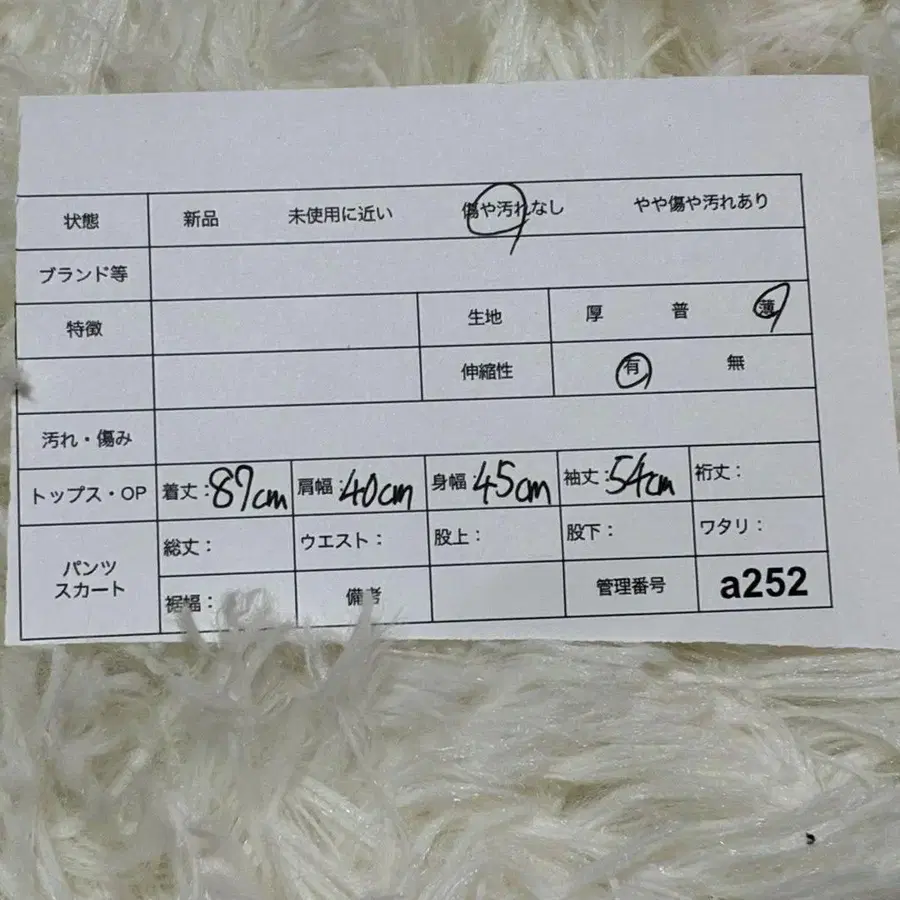 状態 新品 未使用に近い 傷や汚れなし やや傷や汚れあり
ブランド等
特徴 生地 厚 普 薄
伸縮性 有 無
汚れ・傷み
トップス・OP 着丈：87cm 肩幅：40cm 身幅：45cm 袖丈：54cm 裄丈：
パンツ スカート 総丈： ウエスト： 股上： 股下： ワタリ：
裾幅： 備考 管理番号 a252